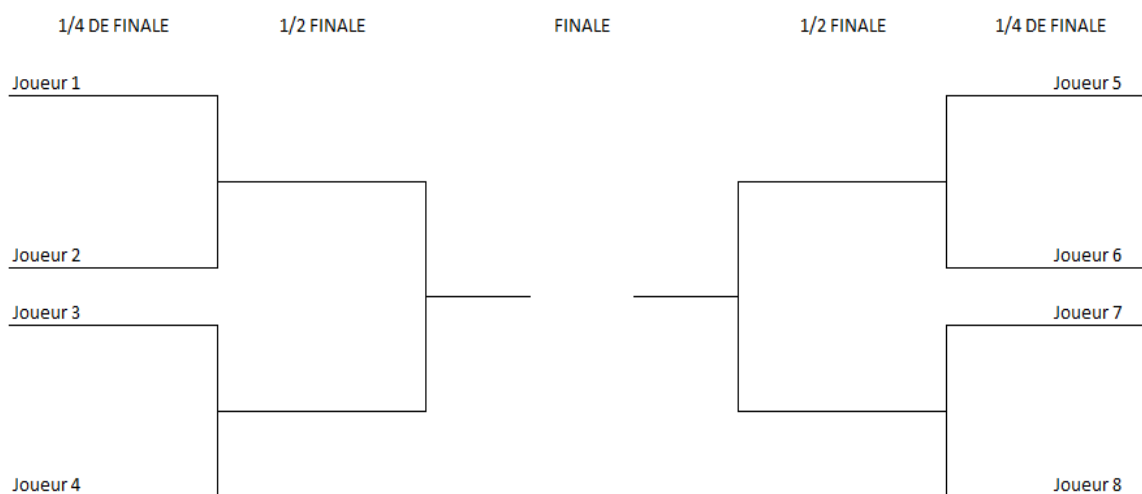 1/4 DE FINALE 1/2 FINALE FINALE 1/2 FINALE 1/4 DE FINALE
Joueur 1 Joueur 5
Joueur 2 Joueur 6
Joueur 3 Joueur 7
Joueur 4 Joueur 8